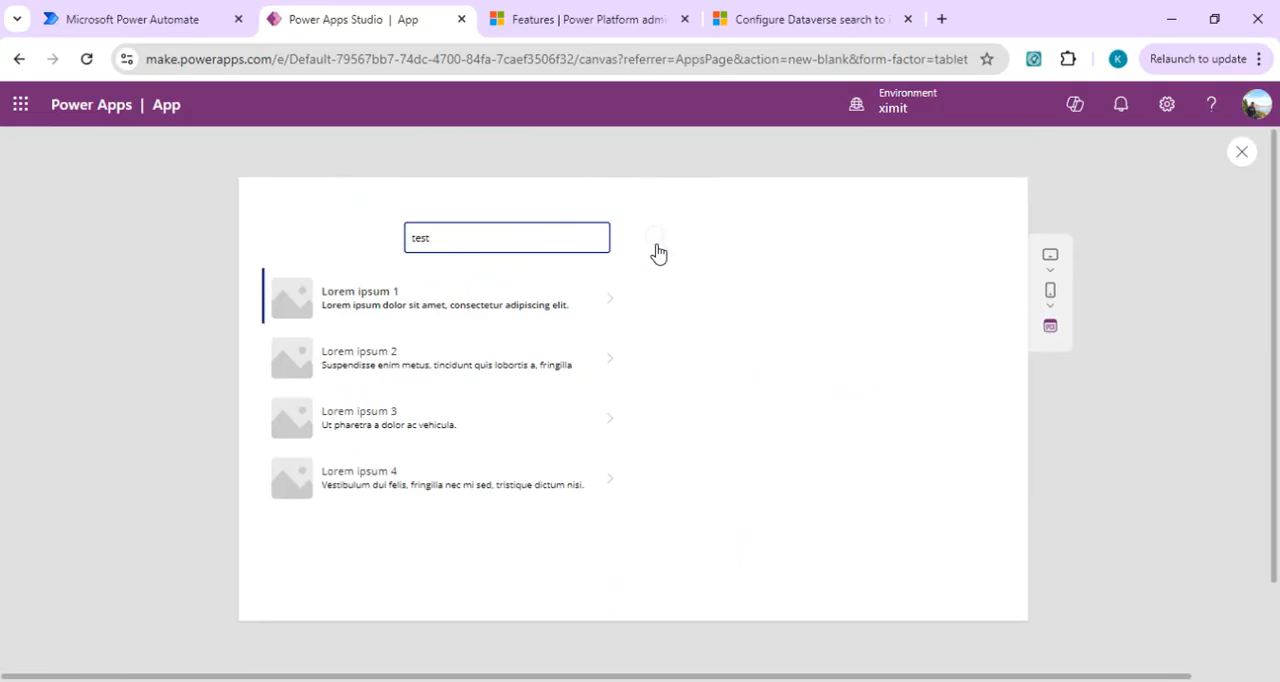 Microsoft Power Automate
Power Apps Studio | App
Features | Power Platform admi
Configure Dataverse search to i
make.powerapps.com/e/Default-79567bb7-74dc-4700-84fa-7caef3506f32/canvas?referrer=AppsPage&action=new-blank&form-factor=tablet
K
Relaunch to update
Power Apps | App
Environment
ximit
?
test
Lorem ipsum 1
Lorem ipsum dolor sit amet, consectetur adipiscing elit.
Lorem ipsum 2
Suspendisse enim metus, tincidunt quis lobortis a, fringilla
Lorem ipsum 3
Ut pharetra a dolor ac vehicula.
Lorem ipsum 4
Vestibulum dui felis, fringilla nec mi sed, tristique dictum nisi.